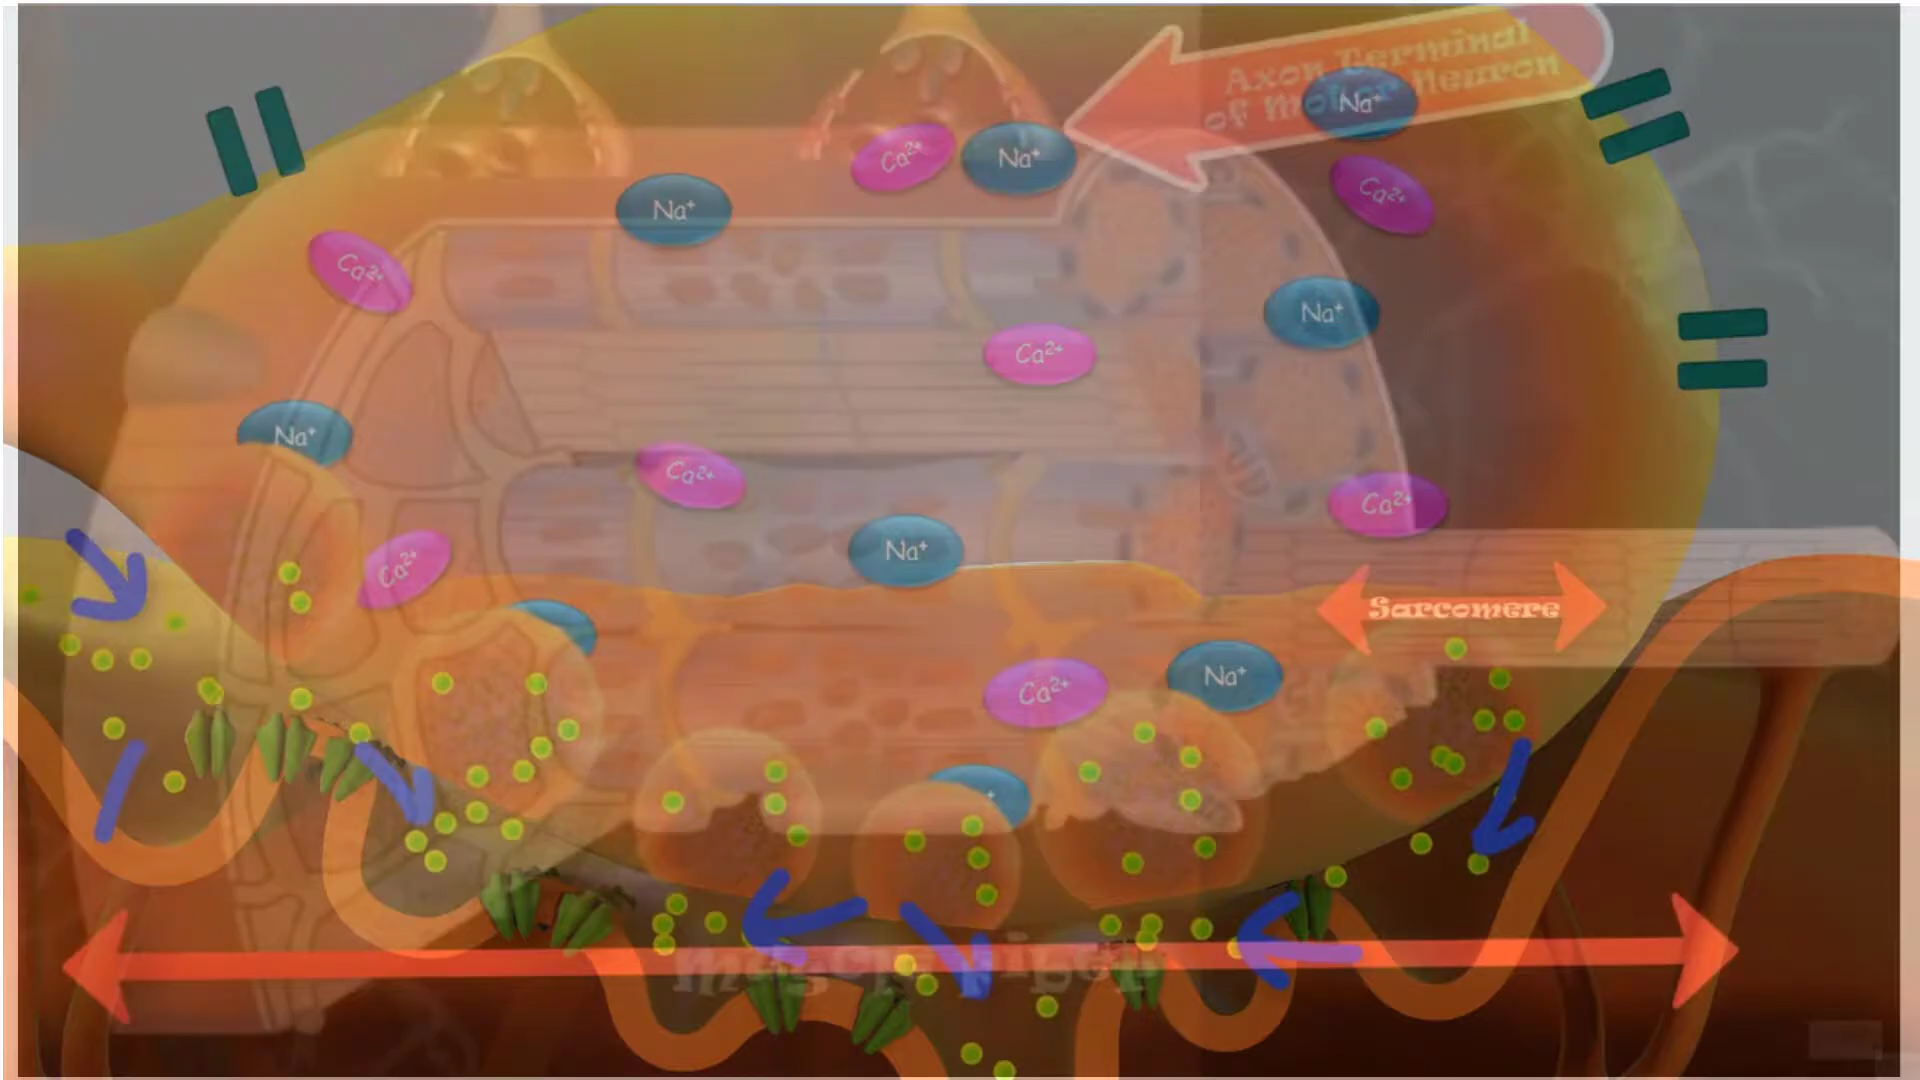 Axon Terminal
of Motor Neuron
Na⁺
Ca²⁺
Na⁺
Na⁺
Ca²⁺
Ca²⁺
Na⁺
Ca²⁺
Na⁺
Ca²⁺
Ca²⁺
Na⁺
Ca²⁺
Sarcomere
Na⁺
Ca²⁺